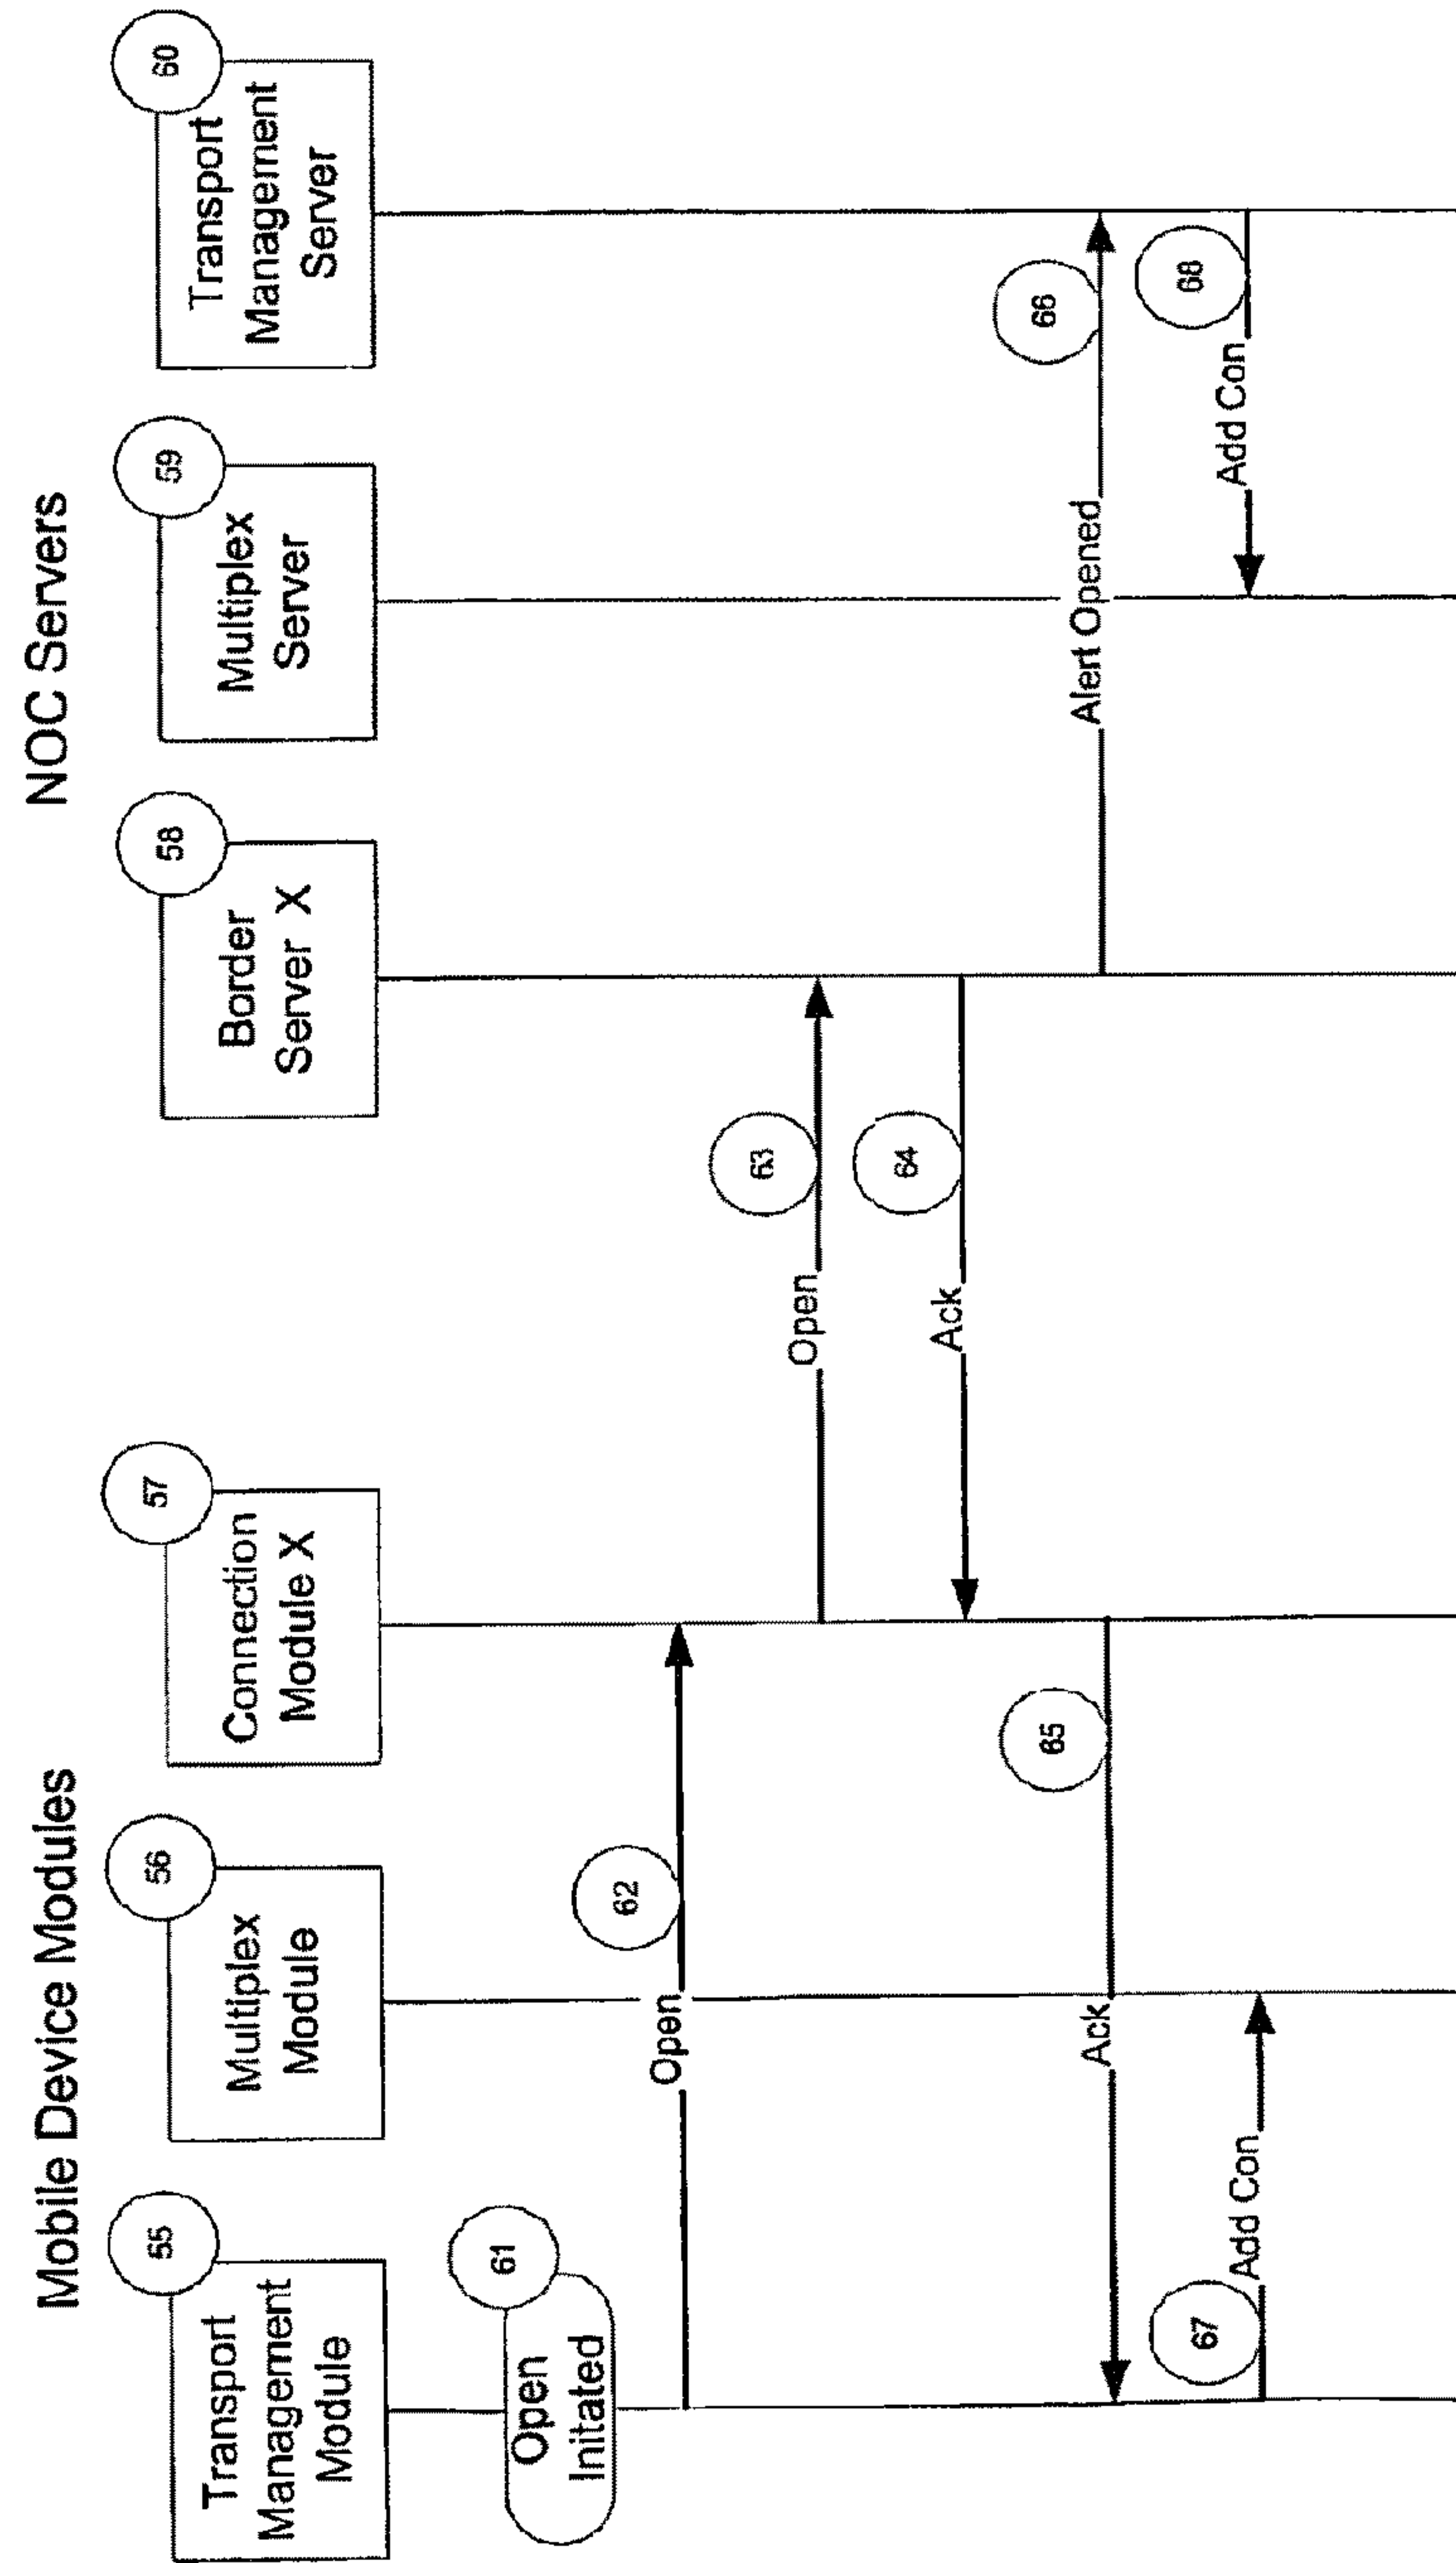 Mobile Device Modules
NOC Servers
55
Transport
Management
Module
56
Multiplex
Module
57
Connection
Module X
58
Border
Server X
59
Multiplex
Server
60
Transport
Management
Server
61
Open
Initated
62
Open
63
Open
64
Ack
65
Ack
66
Alert Opened
67
Add Con
68
Add Con